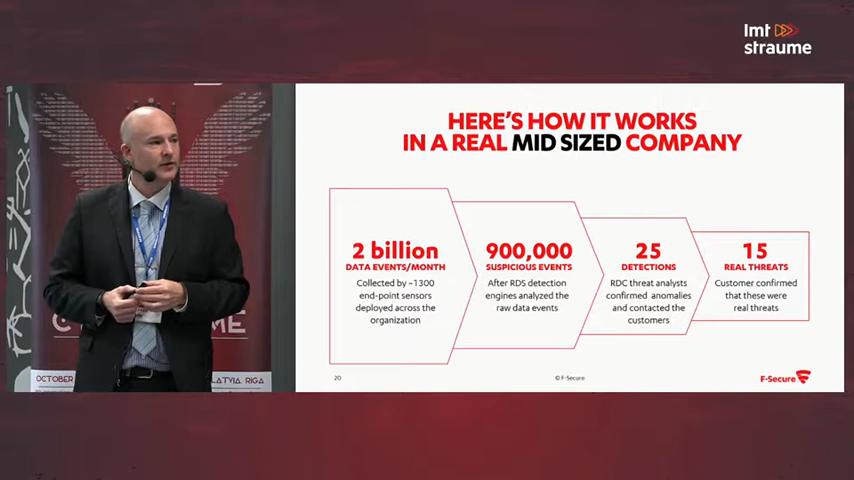 lmt
straume
HERE'S HOW IT WORKS
IN A REAL MID SIZED COMPANY
2 billion
DATA EVENTS/MONTH
Collected by ~1300
end-point sensors
deployed across the
organization
900,000
SUSPICIOUS EVENTS
After RDS detection
engines analyzed the
raw data events
25
DETECTIONS
RDC threat analysts
confirmed anomalies
and contacted the
customers
15
REAL THREATS
Customer confirmed
that these were
real threats
20
© F-Secure
F-Secure
OCTOBER
LATVIA RIGA